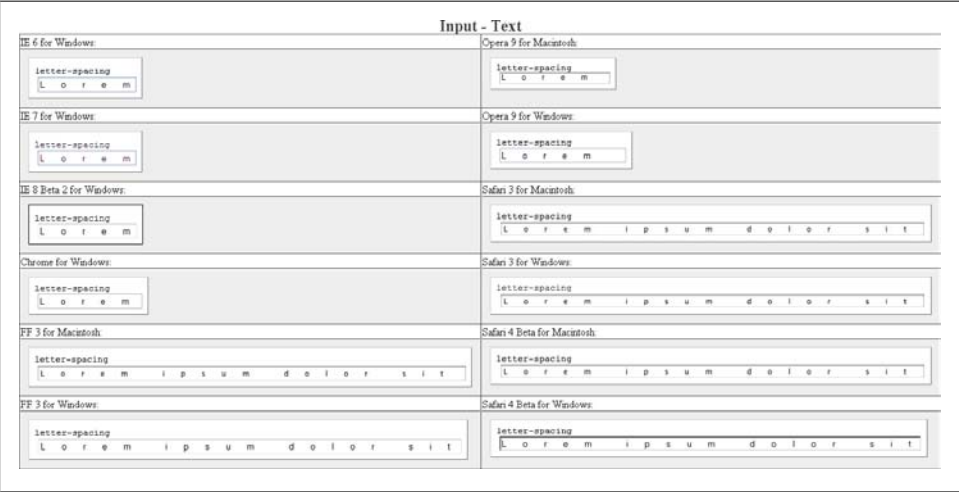 Input - Text
IE 6 for Windows:
letter-spacing
L o r e m
IE 7 for Windows:
letter-spacing
L o r e m
IE 8 Beta 2 for Windows:
letter-spacing
L o r e m
Chrome for Windows:
letter-spacing
L o r e m
FF 3 for Macintosh:
letter-spacing
L o r e m i p s u m d o l o r s i t
FF 3 for Windows:
letter-spacing
L o r e m i p s u m d o l o r s i t
Opera 9 for Macintosh:
letter-spacing
L o r e m
Opera 9 for Windows:
letter-spacing
L o r e m
Safari 3 for Macintosh:
letter-spacing
L o r e m i p s u m d o l o r s i t
Safari 3 for Windows:
letter-spacing
L o r e m i p s u m d o l o r s i t
Safari 4 Beta for Macintosh:
letter-spacing
L o r e m i p s u m d o l o r s i t
Safari 4 Beta for Windows:
letter-spacing
L o r e m i p s u m d o l o r s i t